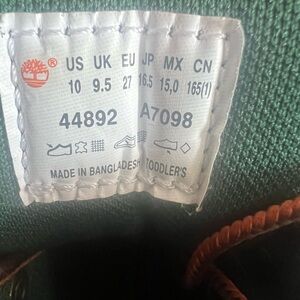 ® US UK EU JP MX CN
10 9.5 27 16.5 15,0 165(1)
44892 A7098
MADE IN BANGLADESH TODDLER'S